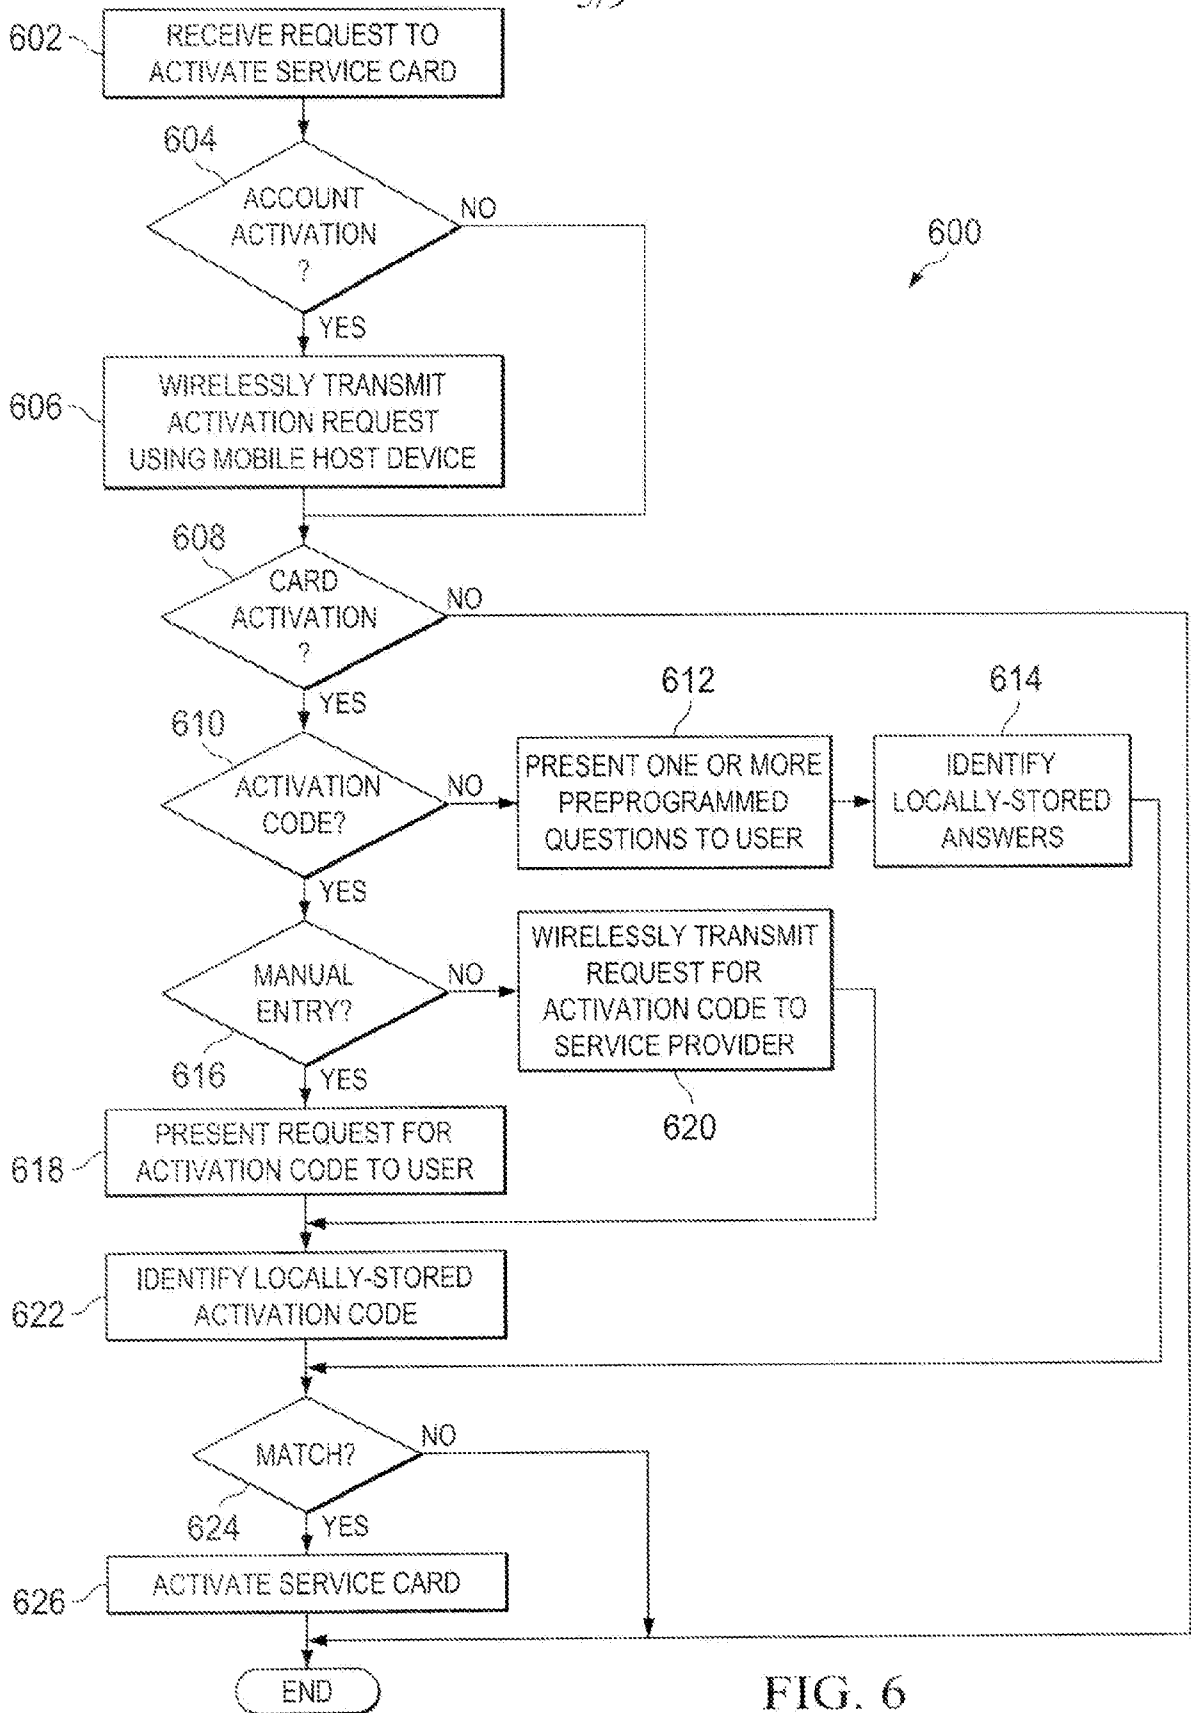 602
RECEIVE REQUEST TO
ACTIVATE SERVICE CARD
604
ACCOUNT
ACTIVATION
?
NO
600
YES
606
WIRELESSLY TRANSMIT
ACTIVATION REQUEST
USING MOBILE HOST DEVICE
608
CARD
ACTIVATION
?
NO
YES
610
ACTIVATION
CODE?
NO
612
PRESENT ONE OR MORE
PREPROGRAMMED
QUESTIONS TO USER
614
IDENTIFY
LOCALLY-STORED
ANSWERS
YES
MANUAL
ENTRY?
616
NO
WIRELESSLY TRANSMIT
REQUEST FOR
ACTIVATION CODE TO
SERVICE PROVIDER
620
YES
618
PRESENT REQUEST FOR
ACTIVATION CODE TO USER
622
IDENTIFY LOCALLY-STORED
ACTIVATION CODE
MATCH?
NO
624
YES
626
ACTIVATE SERVICE CARD
END
FIG. 6